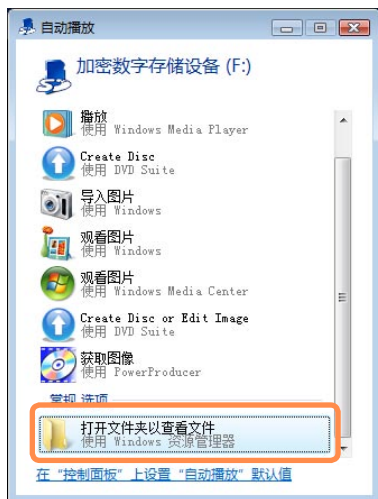 自动播放
加密数字存储设备 (F:)
播放
使用 Windows Media Player
Create Disc
使用 DVD Suite
导入图片
使用 Windows
观看图片
使用 Windows
观看图片
使用 Windows Media Center
Create Disc or Edit Image
使用 DVD Suite
获取图像
使用 PowerProducer
常规 选项
打开文件夹以查看文件
使用 Windows 资源管理器
在 "控制面板" 上设置 "自动播放" 默认值